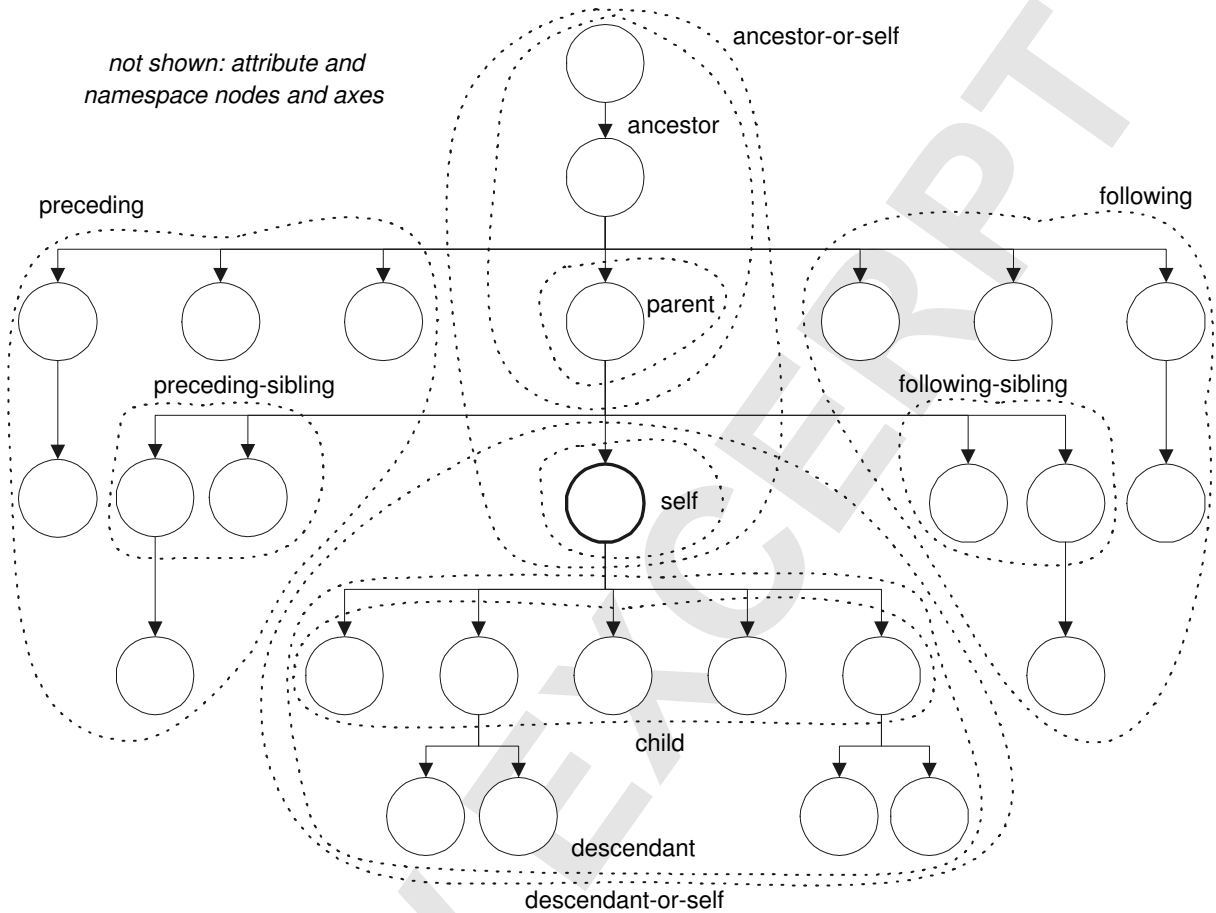 ancestor-or-self
not shown: attribute and
namespace nodes and axes
ancestor
preceding
following
parent
preceding-sibling
following-sibling
self
child
descendant
descendant-or-self
EXCERPT